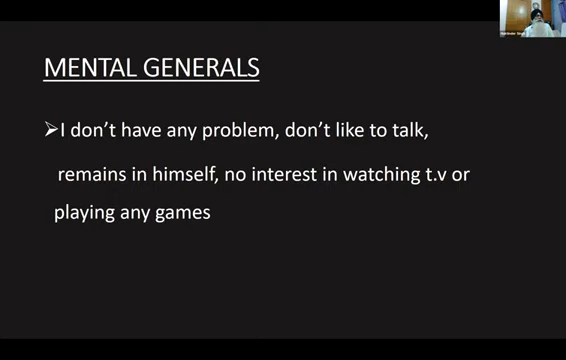 MENTAL GENERALS
➢I don't have any problem, don't like to talk,
remains in himself, no interest in watching t.v or
playing any games